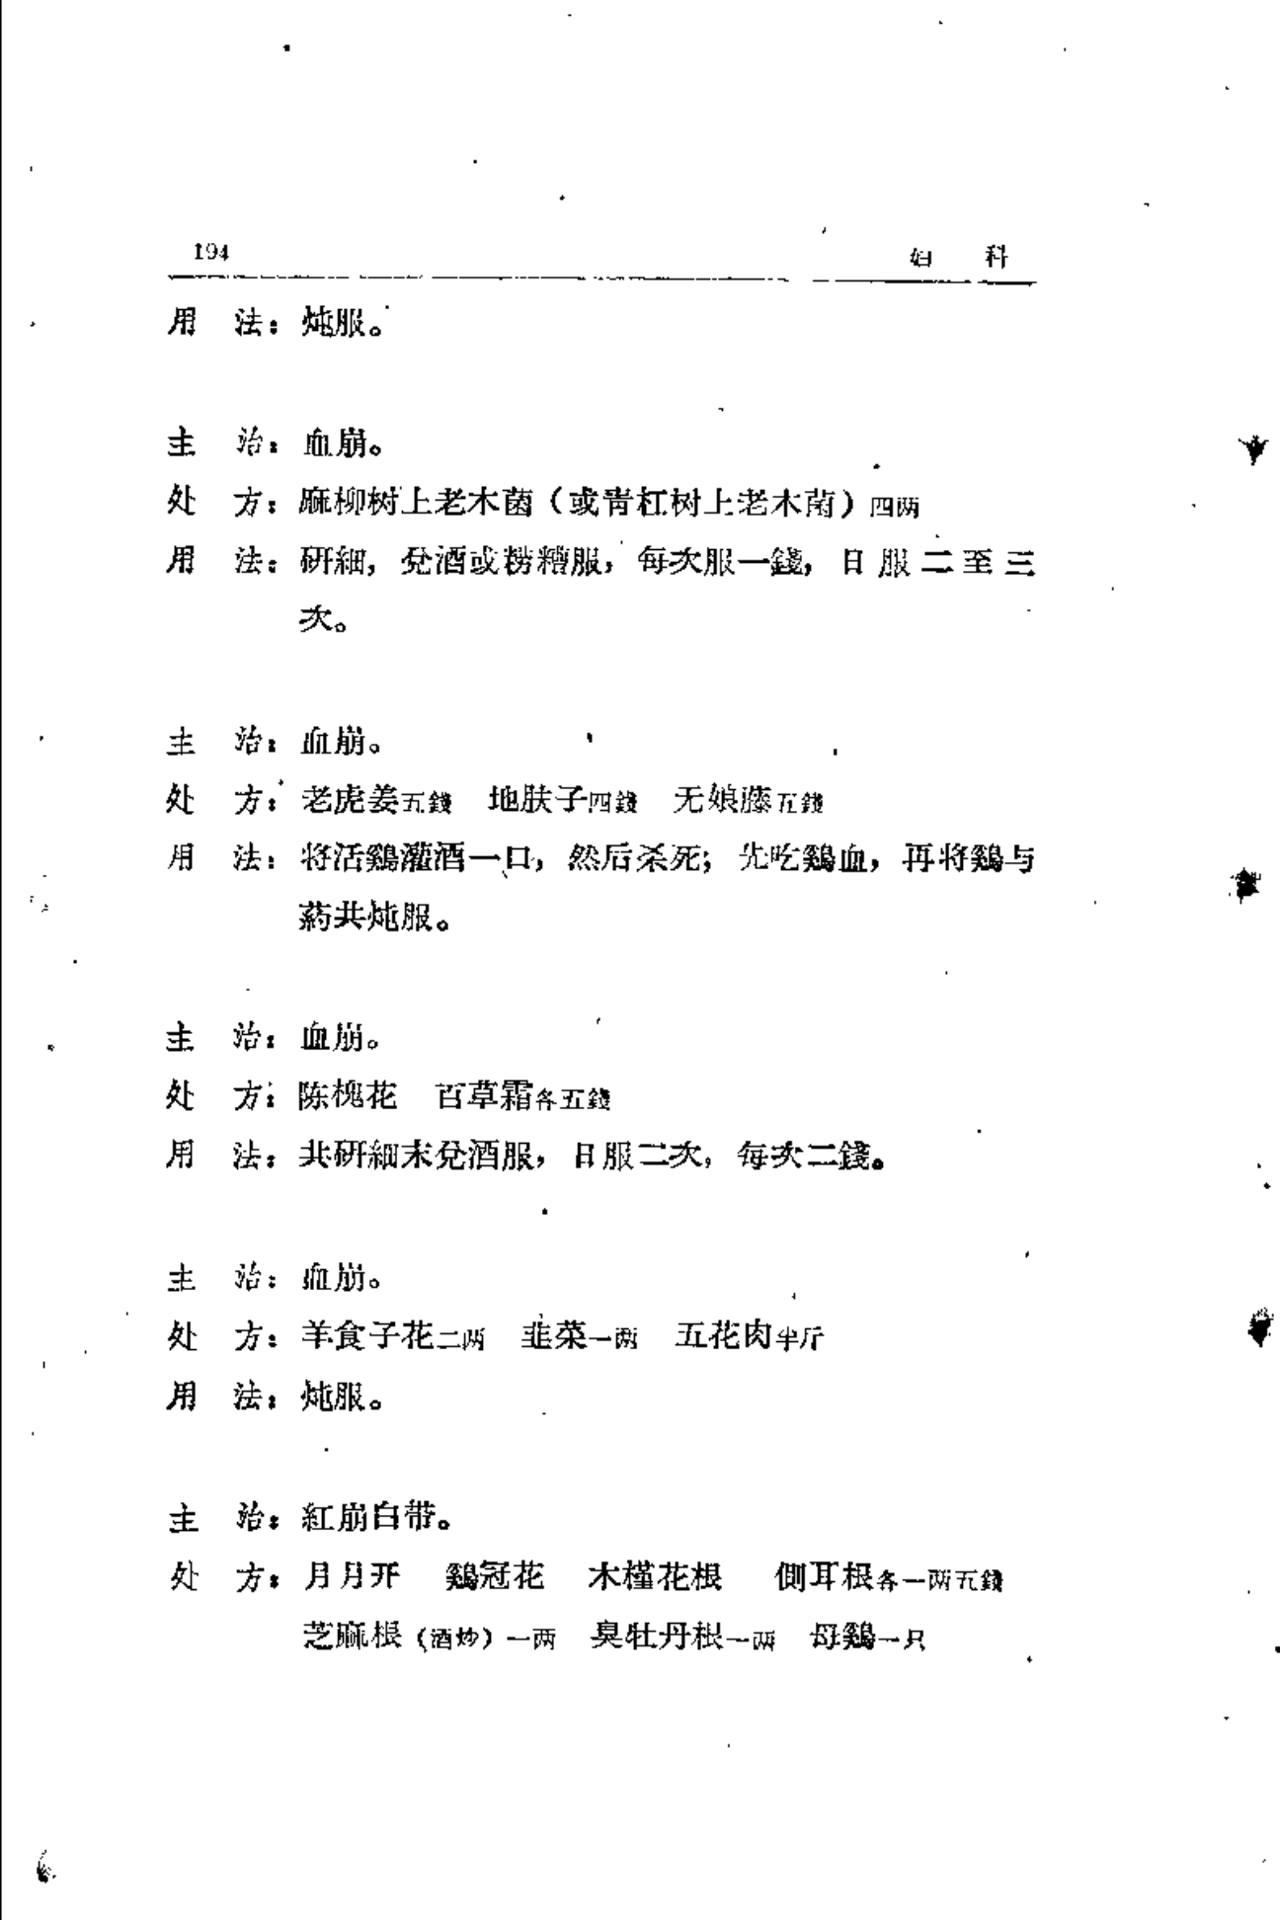 194
妇　科
用　法：炖服。
主　治：血崩。
处　方：麻柳树上老木菌（或青杠树上老木菌）四两
用　法：研細，兌酒或醪糟服，每次服一錢，日服二至三
次。
主　治：血崩。
处　方：老虎姜五錢　地肤子四錢　无娘藤五錢
用　法：将活鷄灌酒一口，然后杀死；先吃鷄血，再将鷄与
葯共炖服。
主　治：血崩。
处　方：陈槐花　百草霜各五錢
用　法：共研細末兌酒服，日服二次，每次二錢。
主　治：血崩。
处　方：羊食子花二两　韭菜一两　五花肉半斤
用　法：炖服。
主　治：紅崩白带。
处　方：月月开　鷄冠花　木槿花根　側耳根各一两五錢
芝麻根（酒炒）一两　臭牡丹根一两　母鷄一只